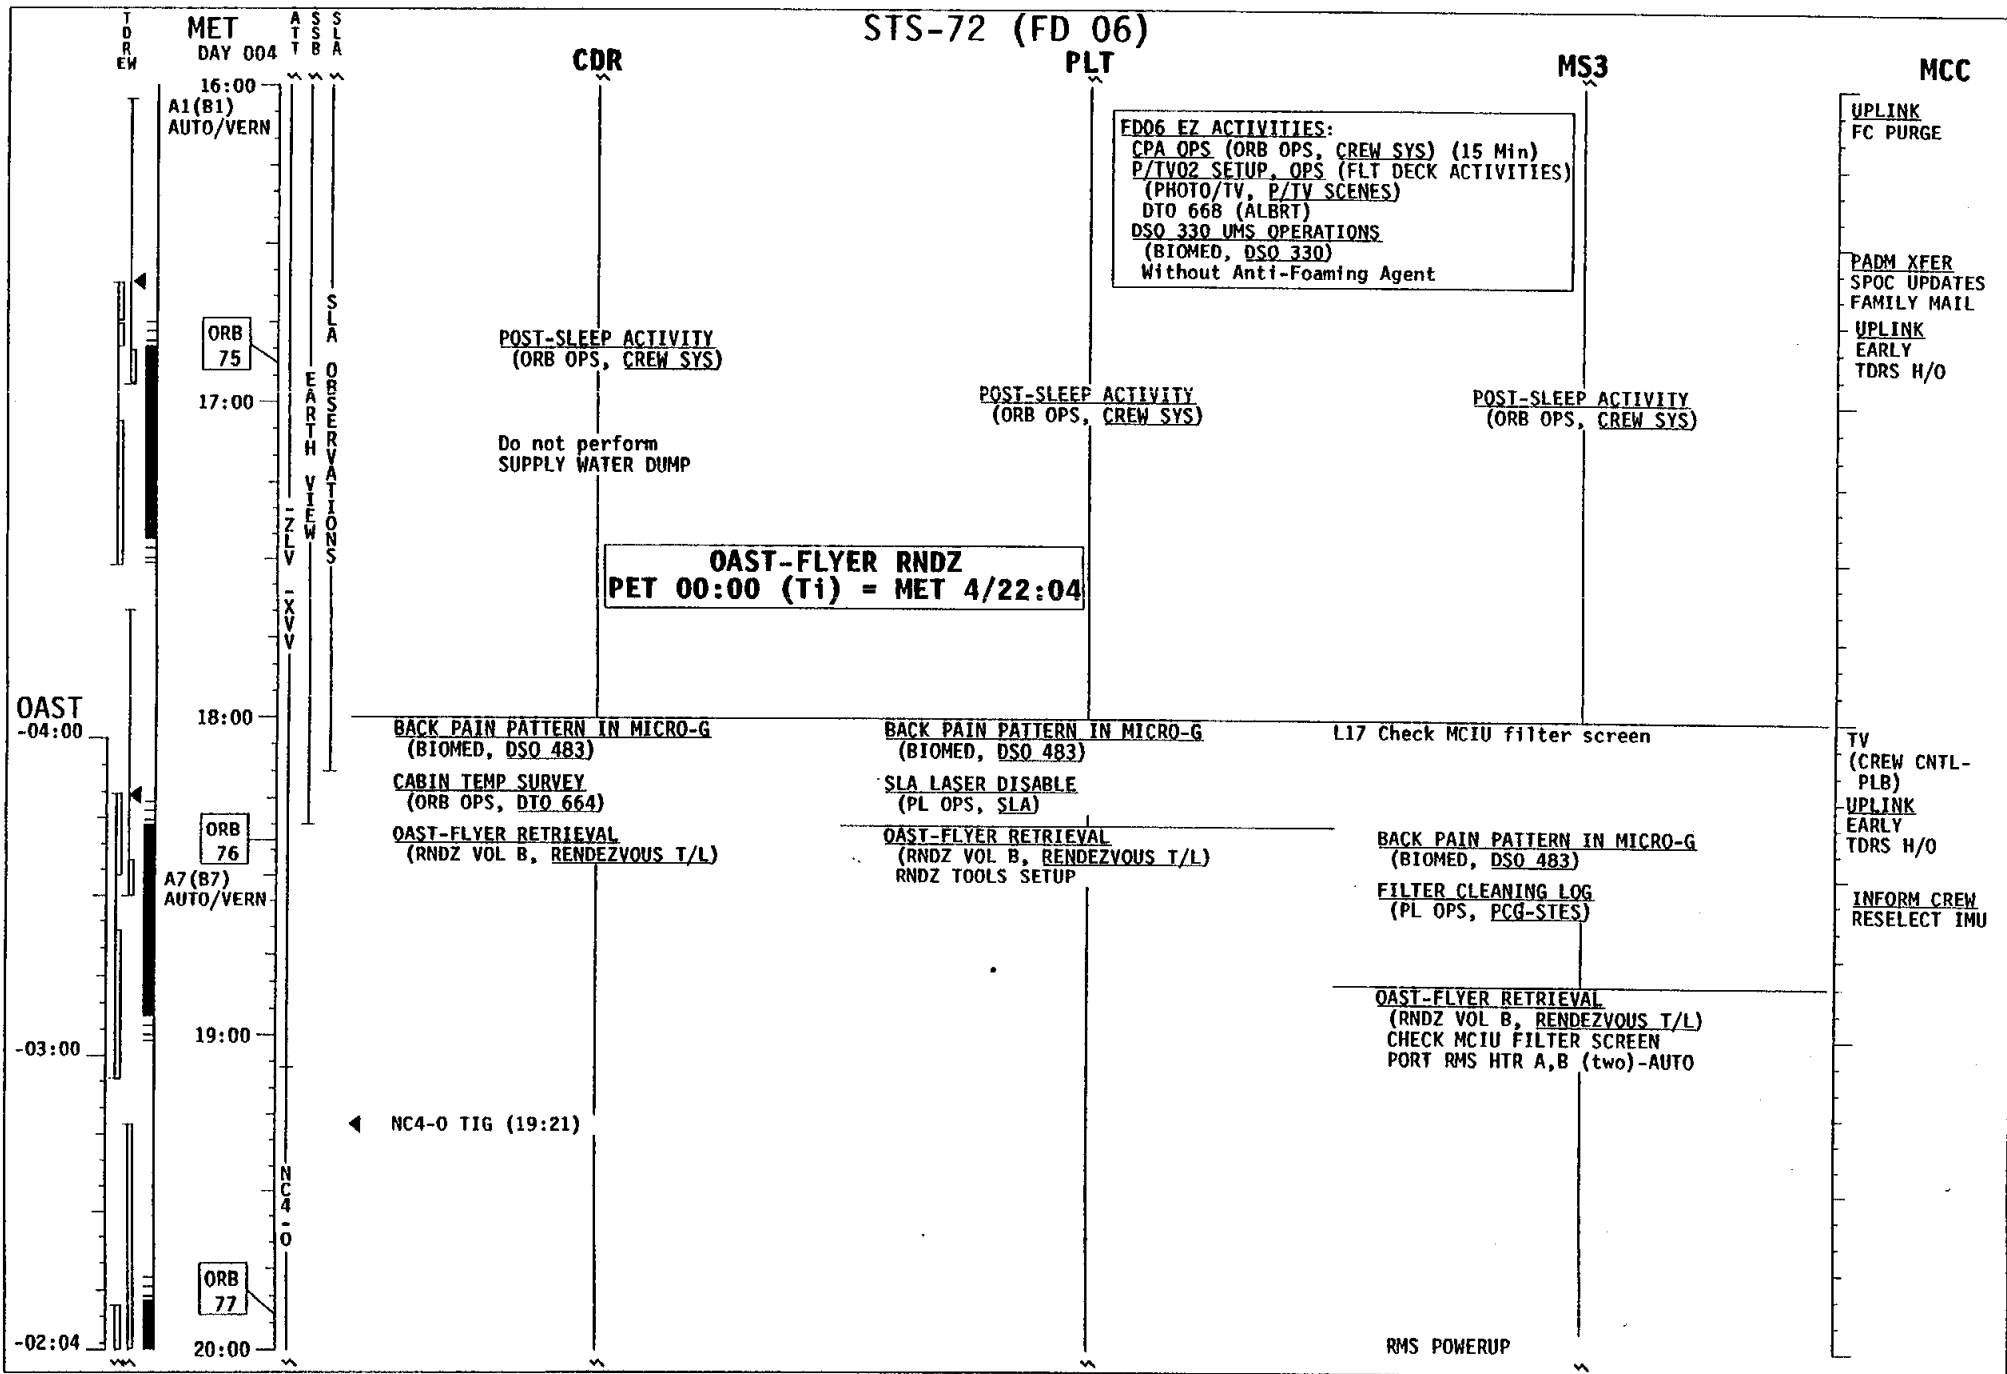 STS-72 (FD 06)
TDREW
MET
DAY 004
ATT
SSB
SLA
CDR
PLT
MS3
MCC
16:00
A1(B1)
AUTO/VERN
ORB
75
17:00
18:00
ORB
76
A7(B7)
AUTO/VERN
19:00
ORB
77
20:00
OAST
-04:00
-03:00
-02:04
-ZLV -XVV
NC4-O
EARTH VIEW
SLA OBSERVATIONS
POST-SLEEP ACTIVITY
(ORB OPS, CREW SYS)
Do not perform
SUPPLY WATER DUMP
OAST-FLYER RNDZ
PET 00:00 (Ti) = MET 4/22:04
BACK PAIN PATTERN IN MICRO-G
(BIOMED, DSO 483)
CABIN TEMP SURVEY
(ORB OPS, DTO 664)
OAST-FLYER RETRIEVAL
(RNDZ VOL B, RENDEZVOUS T/L)
NC4-O TIG (19:21)
FD06 EZ ACTIVITIES:
CPA OPS (ORB OPS, CREW SYS) (15 Min)
P/TV02 SETUP, OPS (FLT DECK ACTIVITIES)
(PHOTO/TV, P/TV SCENES)
DTO 668 (ALBRT)
DSO 330 UMS OPERATIONS
(BIOMED, DSO 330)
Without Anti-Foaming Agent
POST-SLEEP ACTIVITY
(ORB OPS, CREW SYS)
BACK PAIN PATTERN IN MICRO-G
(BIOMED, DSO 483)
SLA LASER DISABLE
(PL OPS, SLA)
OAST-FLYER RETRIEVAL
(RNDZ VOL B, RENDEZVOUS T/L)
RNDZ TOOLS SETUP
POST-SLEEP ACTIVITY
(ORB OPS, CREW SYS)
L17 Check MCIU filter screen
BACK PAIN PATTERN IN MICRO-G
(BIOMED, DSO 483)
FILTER CLEANING LOG
(PL OPS, PCG-STES)
OAST-FLYER RETRIEVAL
(RNDZ VOL B, RENDEZVOUS T/L)
CHECK MCIU FILTER SCREEN
PORT RMS HTR A,B (two)-AUTO
RMS POWERUP
UPLINK
FC PURGE
PADM XFER
SPOC UPDATES
FAMILY MAIL
UPLINK
EARLY
TDRS H/O
TV
(CREW CNTL-
PLB)
UPLINK
EARLY
TDRS H/O
INFORM CREW
RESELECT IMU